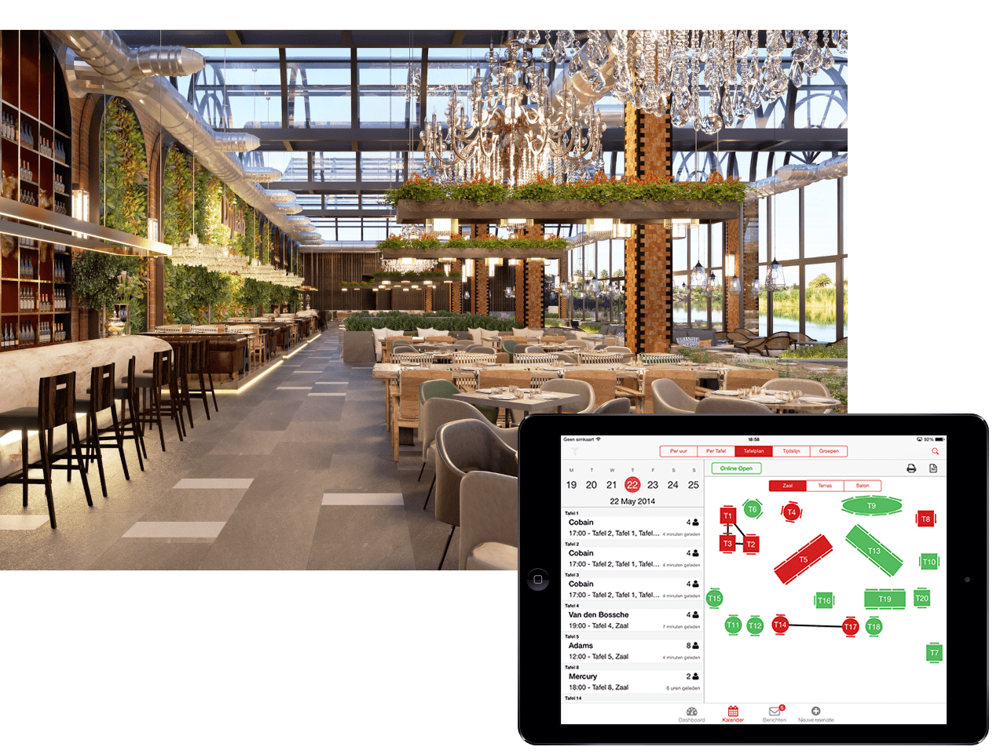 Geen simkaart
18:58
92%
Per uur
Per Tafel
Tafelplan
Tijdslijn
Groepen
M T W T F S S
19 20 21 22 23 24 25
22 May 2014
Online Open
Zaal
Terras
Salon
Tafel 1
Cobain 4
17:00 - Tafel 2, Tafel 1, Tafel... 4 minuten geleden
Tafel 2
Cobain 4
17:00 - Tafel 2, Tafel 1, Tafel... 4 minuten geleden
Tafel 3
Cobain 4
17:00 - Tafel 2, Tafel 1, Tafel... 4 minuten geleden
Tafel 4
Van den Bossche 4
19:00 - Tafel 4, Zaal 7 minuten geleden
Tafel 5
Adams 8
12:00 - Tafel 5, Zaal 4 minuten geleden
Tafel 8
Mercury 2
18:00 - Tafel 8, Zaal 6 uren geleden
Tafel 14
T1
T6
T4
T9
T8
T3
T2
T5
T13
T10
T15
T16
T19
T20
T11
T12
T14
T17
T18
T7
Dashboard
Kalender
5
Berichten
Nieuwe reservatie